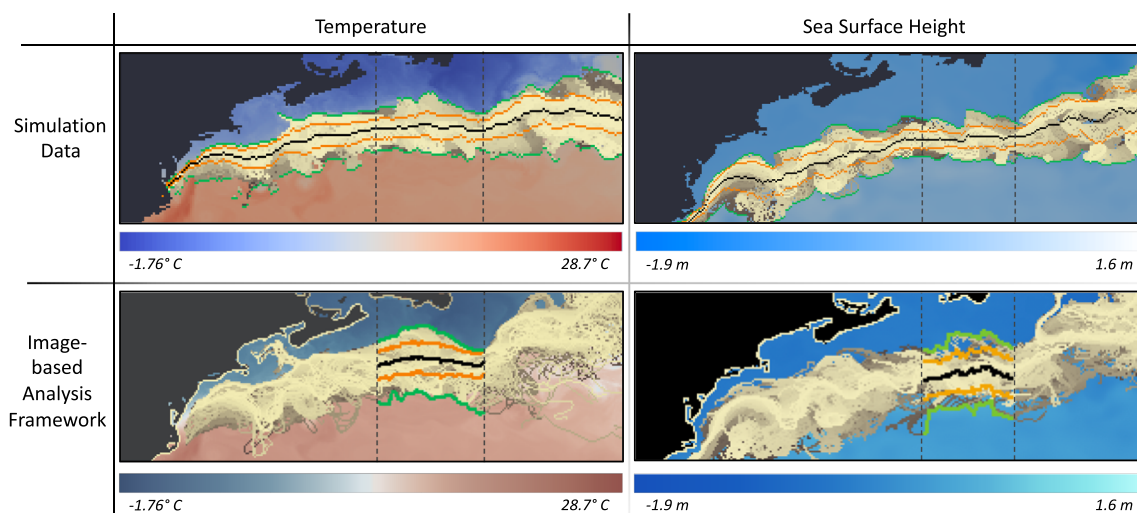 Temperature
Sea Surface Height
Simulation
Data
-1.76° C
28.7° C
-1.9 m
1.6 m
Image-
based
Analysis
Framework
-1.76° C
28.7° C
-1.9 m
1.6 m